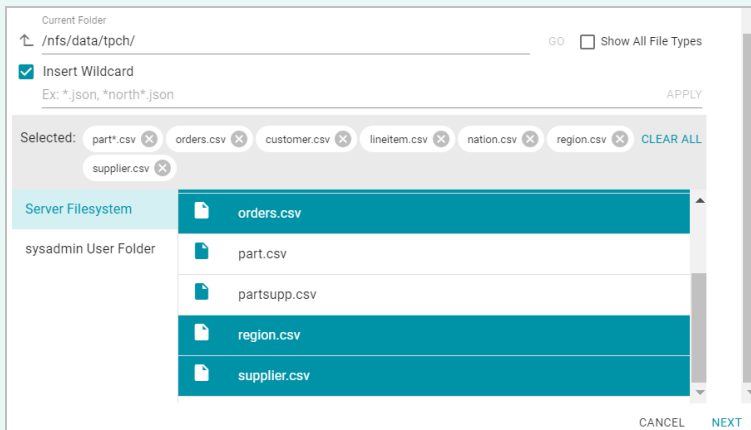 Current Folder
/nfs/data/tpch/
GO
Show All File Types
Insert Wildcard
Ex: *.json, *north*.json
APPLY
Selected: part*.csv orders.csv customer.csv lineitem.csv nation.csv region.csv CLEAR ALL
supplier.csv
Server Filesystem
sysadmin User Folder
orders.csv
part.csv
partsupp.csv
region.csv
supplier.csv
CANCEL NEXT